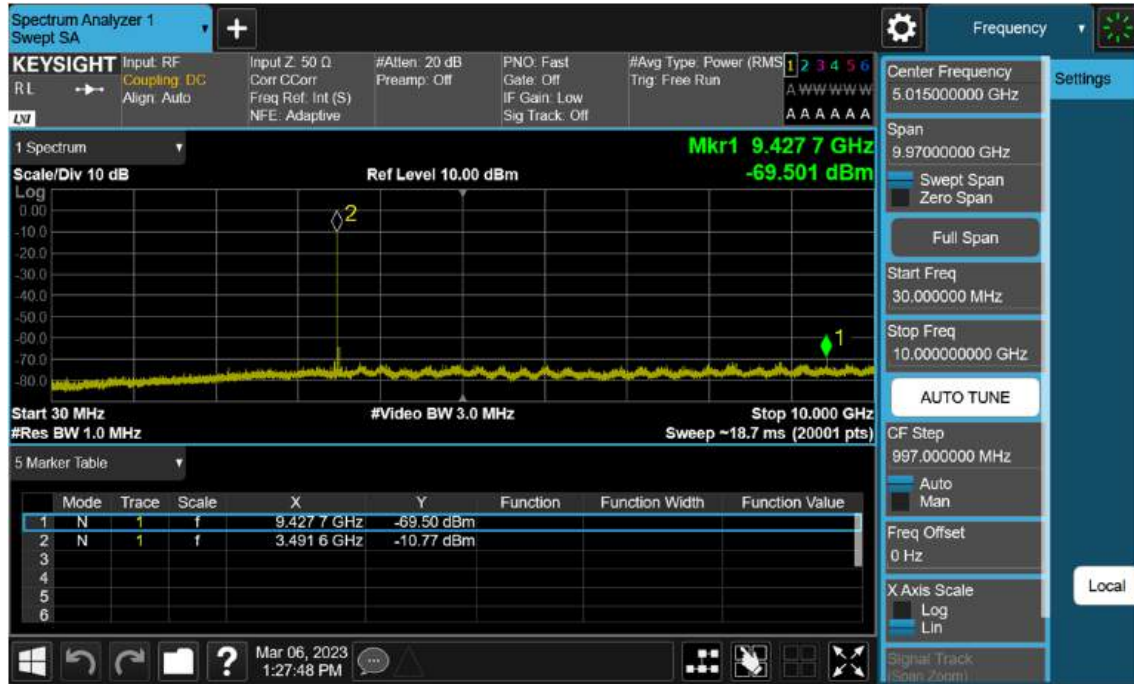 Spectrum Analyzer 1
Swept SA
Frequency
KEYSIGHT
RL
LXI
Input: RF
Coupling: DC
Align: Auto
Input Z: 50 Ω
Corr CCorr
Freq Ref: Int (S)
NFE: Adaptive
#Atten: 20 dB
Preamp: Off
PNO: Fast
Gate: Off
IF Gain: Low
Sig Track: Off
#Avg Type: Power (RMS
Trig: Free Run
1 2 3 4 5 6
A W W W W W
A A A A A A
1 Spectrum
Mkr1 9.427 7 GHz
-69.501 dBm
Scale/Div 10 dB
Ref Level 10.00 dBm
Log
0.00
-10.0
-20.0
-30.0
-40.0
-50.0
-60.0
-70.0
-80.0
2
1
Start 30 MHz
#Video BW 3.0 MHz
Stop 10.000 GHz
#Res BW 1.0 MHz
Sweep ~18.7 ms (20001 pts)
5 Marker Table
Mode Trace Scale X Y Function Function Width Function Value
1 N 1 f 9.427 7 GHz -69.50 dBm
2 N 1 f 3.491 6 GHz -10.77 dBm
3
4
5
6
Mar 06, 2023
1:27:48 PM
Center Frequency
5.015000000 GHz
Span
9.97000000 GHz
Swept Span
Zero Span
Full Span
Start Freq
30.000000 MHz
Stop Freq
10.000000000 GHz
AUTO TUNE
CF Step
997.000000 MHz
Auto
Man
Freq Offset
0 Hz
X Axis Scale
Log
Lin
Signal Track
(Span Zoom)
Settings
Local